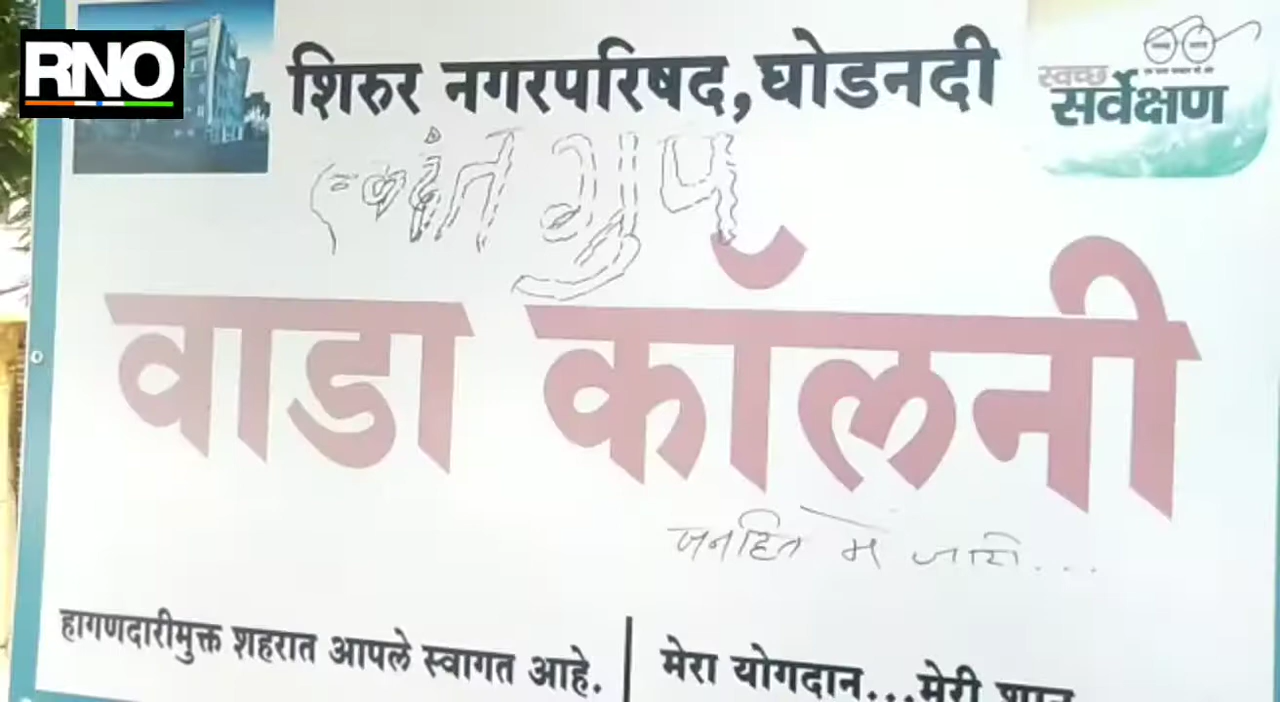 RNO
शिरुर नगरपरिषद, घोडनदी
स्वच्छ
सर्वेक्षण
ग्रुप
वाडा कॉलनी
जनहित मे जारी...
हागणदारीमुक्त शहरात आपले स्वागत आहे.
मेरा योगदान...मेरी